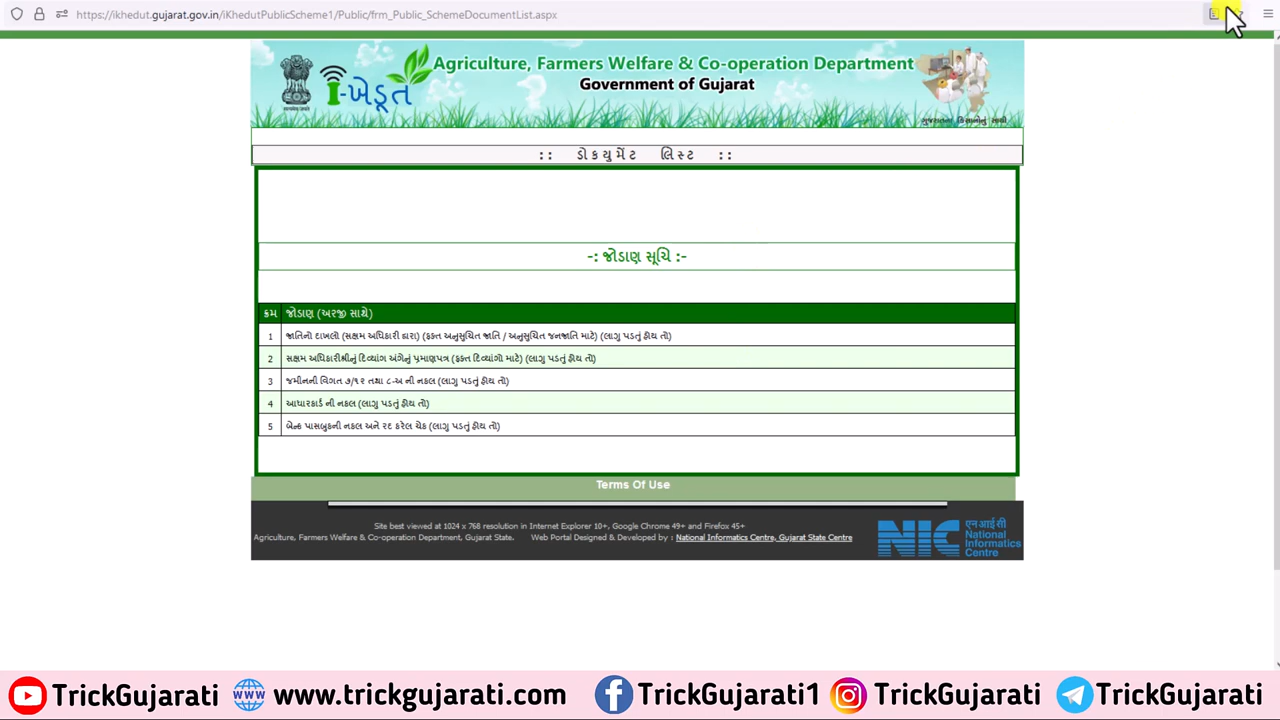 https://ikhedut.gujarat.gov.in/iKhedutPublicScheme1/Public/frm_Public_SchemeDocumentList.aspx
i-ખેડૂત
Agriculture, Farmers Welfare & Co-operation Department
Government of Gujarat
ગુજરાતના કિસાનોનું સાથી
:: ડોકયુમેંટ લિસ્ટ ::
-: જોડાણ સૂચિ :-
ક્રમ જોડાણ (અરજી સાથે)
1 જાતિનો દાખલો (સક્ષમ અધિકારી દ્વારા) (ફક્ત અનુસુચિત જાતિ / અનુસુચિત જનજાતિ માટે) (લાગુ પડતું હોય તો)
2 સક્ષમ અધિકારીશ્રીનું દિવ્યાંગ અંગેનું પ્રમાણપત્ર (ફક્ત દિવ્યાંગો માટે) (લાગુ પડતું હોય તો)
3 જમીનની વિગત ૭/૧૨ તથા ૮-અ ની નકલ (લાગુ પડતું હોય તો)
4 આધારકાર્ડ ની નકલ (લાગુ પડતું હોય તો)
5 બેન્ક પાસબુકની નકલ અને રદ કરેલ ચેક (લાગુ પડતું હોય તો)
Terms Of Use
Site best viewed at 1024 x 768 resolution in Internet Explorer 10+, Google Chrome 49+ and Firefox 45+
Agriculture, Farmers Welfare & Co-operation Department, Gujarat State. Web Portal Designed & Developed by : National Informatics Centre, Gujarat State Centre
NIC एन आई सी
National
Informatics
Centre
TrickGujarati www.trickgujarati.com TrickGujarati1 TrickGujarati TrickGujarati